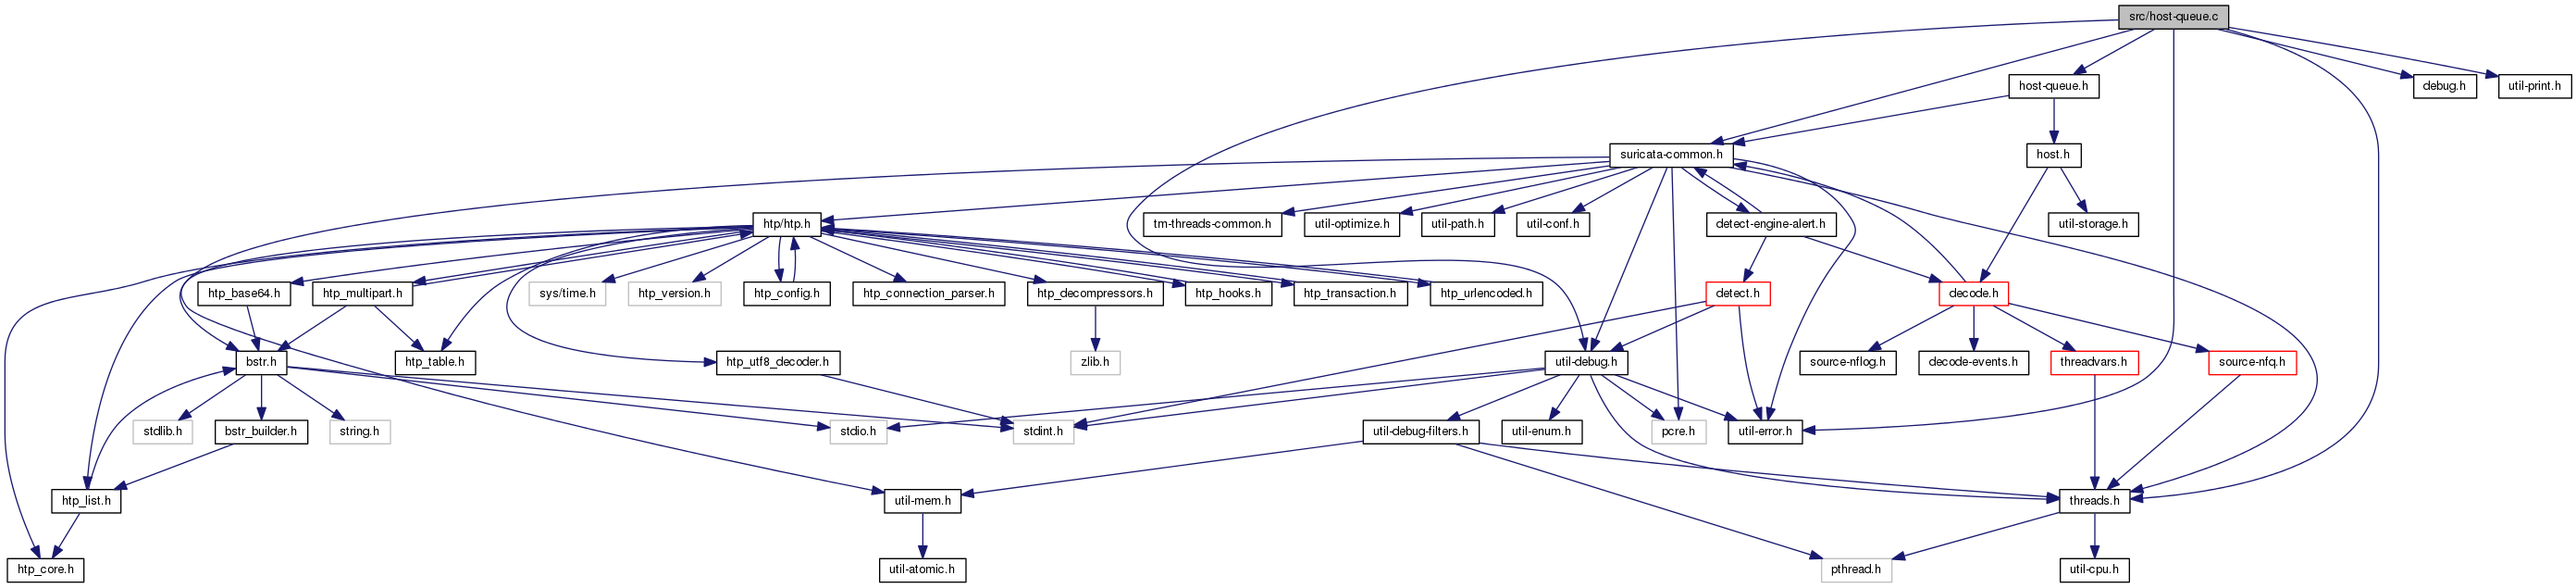 src/host-queue.c
host-queue.h
debug.h
util-print.h
suricata-common.h
host.h
htp/htp.h
tm-threads-common.h
util-optimize.h
util-path.h
util-conf.h
detect-engine-alert.h
util-storage.h
htp_base64.h
htp_multipart.h
sys/time.h
htp_version.h
htp_config.h
htp_connection_parser.h
htp_decompressors.h
htp_hooks.h
htp_transaction.h
htp_urlencoded.h
detect.h
decode.h
bstr.h
htp_table.h
htp_utf8_decoder.h
zlib.h
util-debug.h
source-nflog.h
decode-events.h
threadvars.h
source-nfq.h
stdlib.h
bstr_builder.h
string.h
stdio.h
stdint.h
util-debug-filters.h
util-enum.h
pcre.h
util-error.h
htp_list.h
util-mem.h
threads.h
htp_core.h
util-atomic.h
pthread.h
util-cpu.h